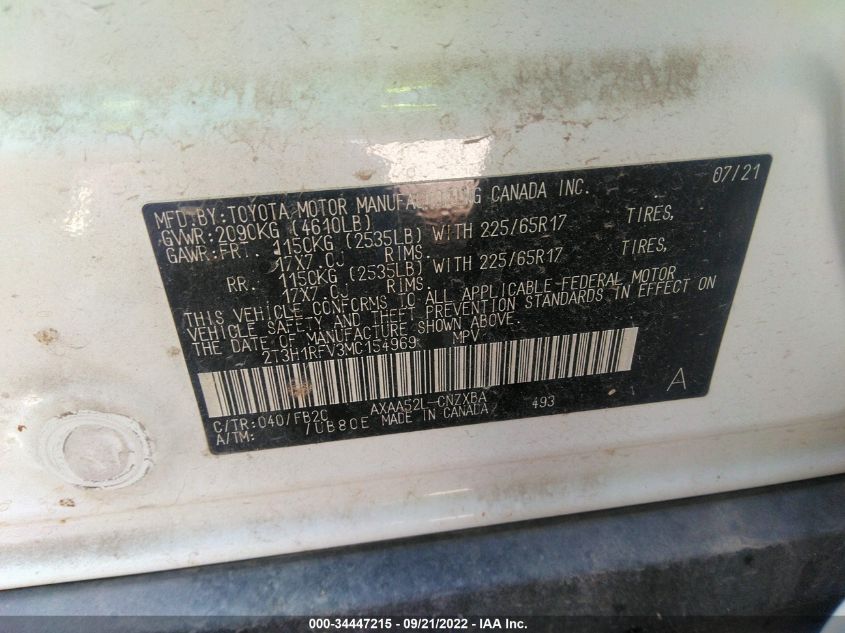 MFD. BY: TOYOTA MOTOR MANUFACTURING CANADA INC. 07/21
GVWR: 2090KG (4610LB)
GAWR: FR. 1150KG (2535LB) WITH 225/65R17 TIRES,
17X7.0J RIMS.
RR. 1150KG (2535LB) WITH 225/65R17 TIRES,
17X7.0J RIMS.
THIS VEHICLE CONFORMS TO ALL APPLICABLE FEDERAL MOTOR
VEHICLE SAFETY AND THEFT PREVENTION STANDARDS IN EFFECT ON
THE DATE OF MANUFACTURE SHOWN ABOVE.
2T3H1RFV3MC154969 MPV
A
C/TR: 040/FB20 AXAA52L-CNZXBA 493
A/TM: /UB80E MADE IN CANADA
000-34447215 - 09/21/2022 - IAA Inc.